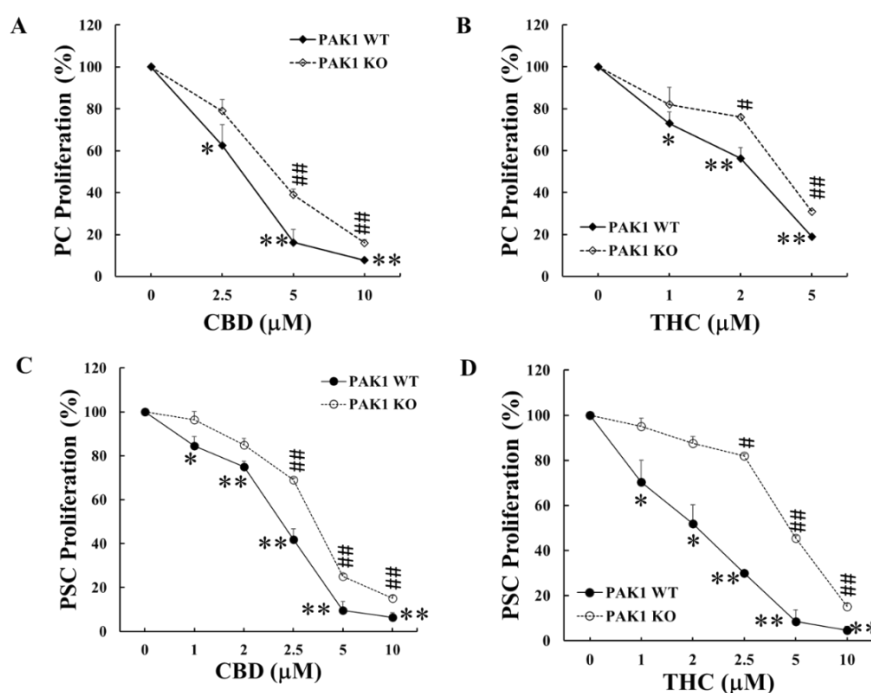 A
120
100
80
60
40
20
0
PC Proliferation (%)
PAK1 WT
PAK1 KO
*
**
**
##
##
0 2.5 5 10
CBD (μM)
B
120
100
80
60
40
20
0
PC Proliferation (%)
PAK1 WT
PAK1 KO
*
**
**
#
##
0 1 2 5
THC (μM)
C
120
100
80
60
40
20
0
PSC Proliferation (%)
PAK1 WT
PAK1 KO
*
**
**
**
**
##
##
##
0 1 2 2.5 5 10
CBD (μM)
D
120
100
80
60
40
20
0
PSC Proliferation (%)
PAK1 WT
PAK1 KO
*
*
**
**
**
#
##
##
0 1 2 2.5 5 10
THC (μM)